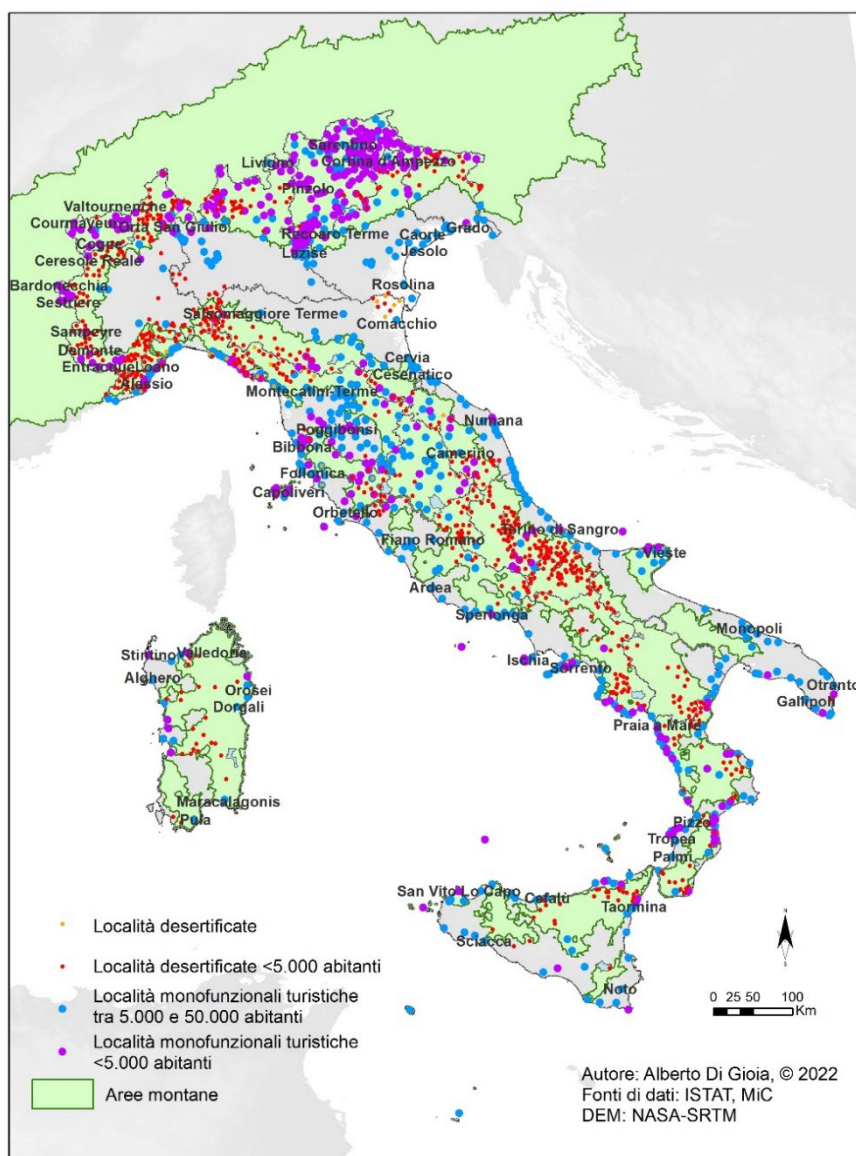 Sarentino
Livigno
Cortina d'Ampezzo
Pinzolo
Valtournenche
Courmayeur
Orta San Giulio
Recoaro Terme
Caorle
Grado
Cogne
Lazise
Jesolo
Ceresole Reale
Bardonecchia
Rosolina
Sestriere
Salsomaggiore Terme
Comacchio
Sampeyre
Demonte
Cervia
Entracque
Loano
Cesenatico
Alessio
Montecatini-Terme
Numana
Poggibonsi
Bibbona
Camerino
Follonica
Capoliveri
Orbetello
Torino di Sangro
Fiano Romano
Vieste
Ardea
Sperlonga
Monopoli
Stintino
Valledoria
Ischia
Sorrento
Alghero
Orosei
Otranto
Dorgali
Gallipoli
Praia a Mare
Maracalagonis
Pula
Pizzo
Tropea
Palmi
San Vito Lo Capo
Cefalù
Taormina
Sciacca
Noto
Località desertificate
Località desertificate <5.000 abitanti
Località monofunzionali turistiche
tra 5.000 e 50.000 abitanti
Località monofunzionali turistiche
<5.000 abitanti
Aree montane
N
0 25 50 100
Km
Autore: Alberto Di Gioia, © 2022
Fonti di dati: ISTAT, MiC
DEM: NASA-SRTM